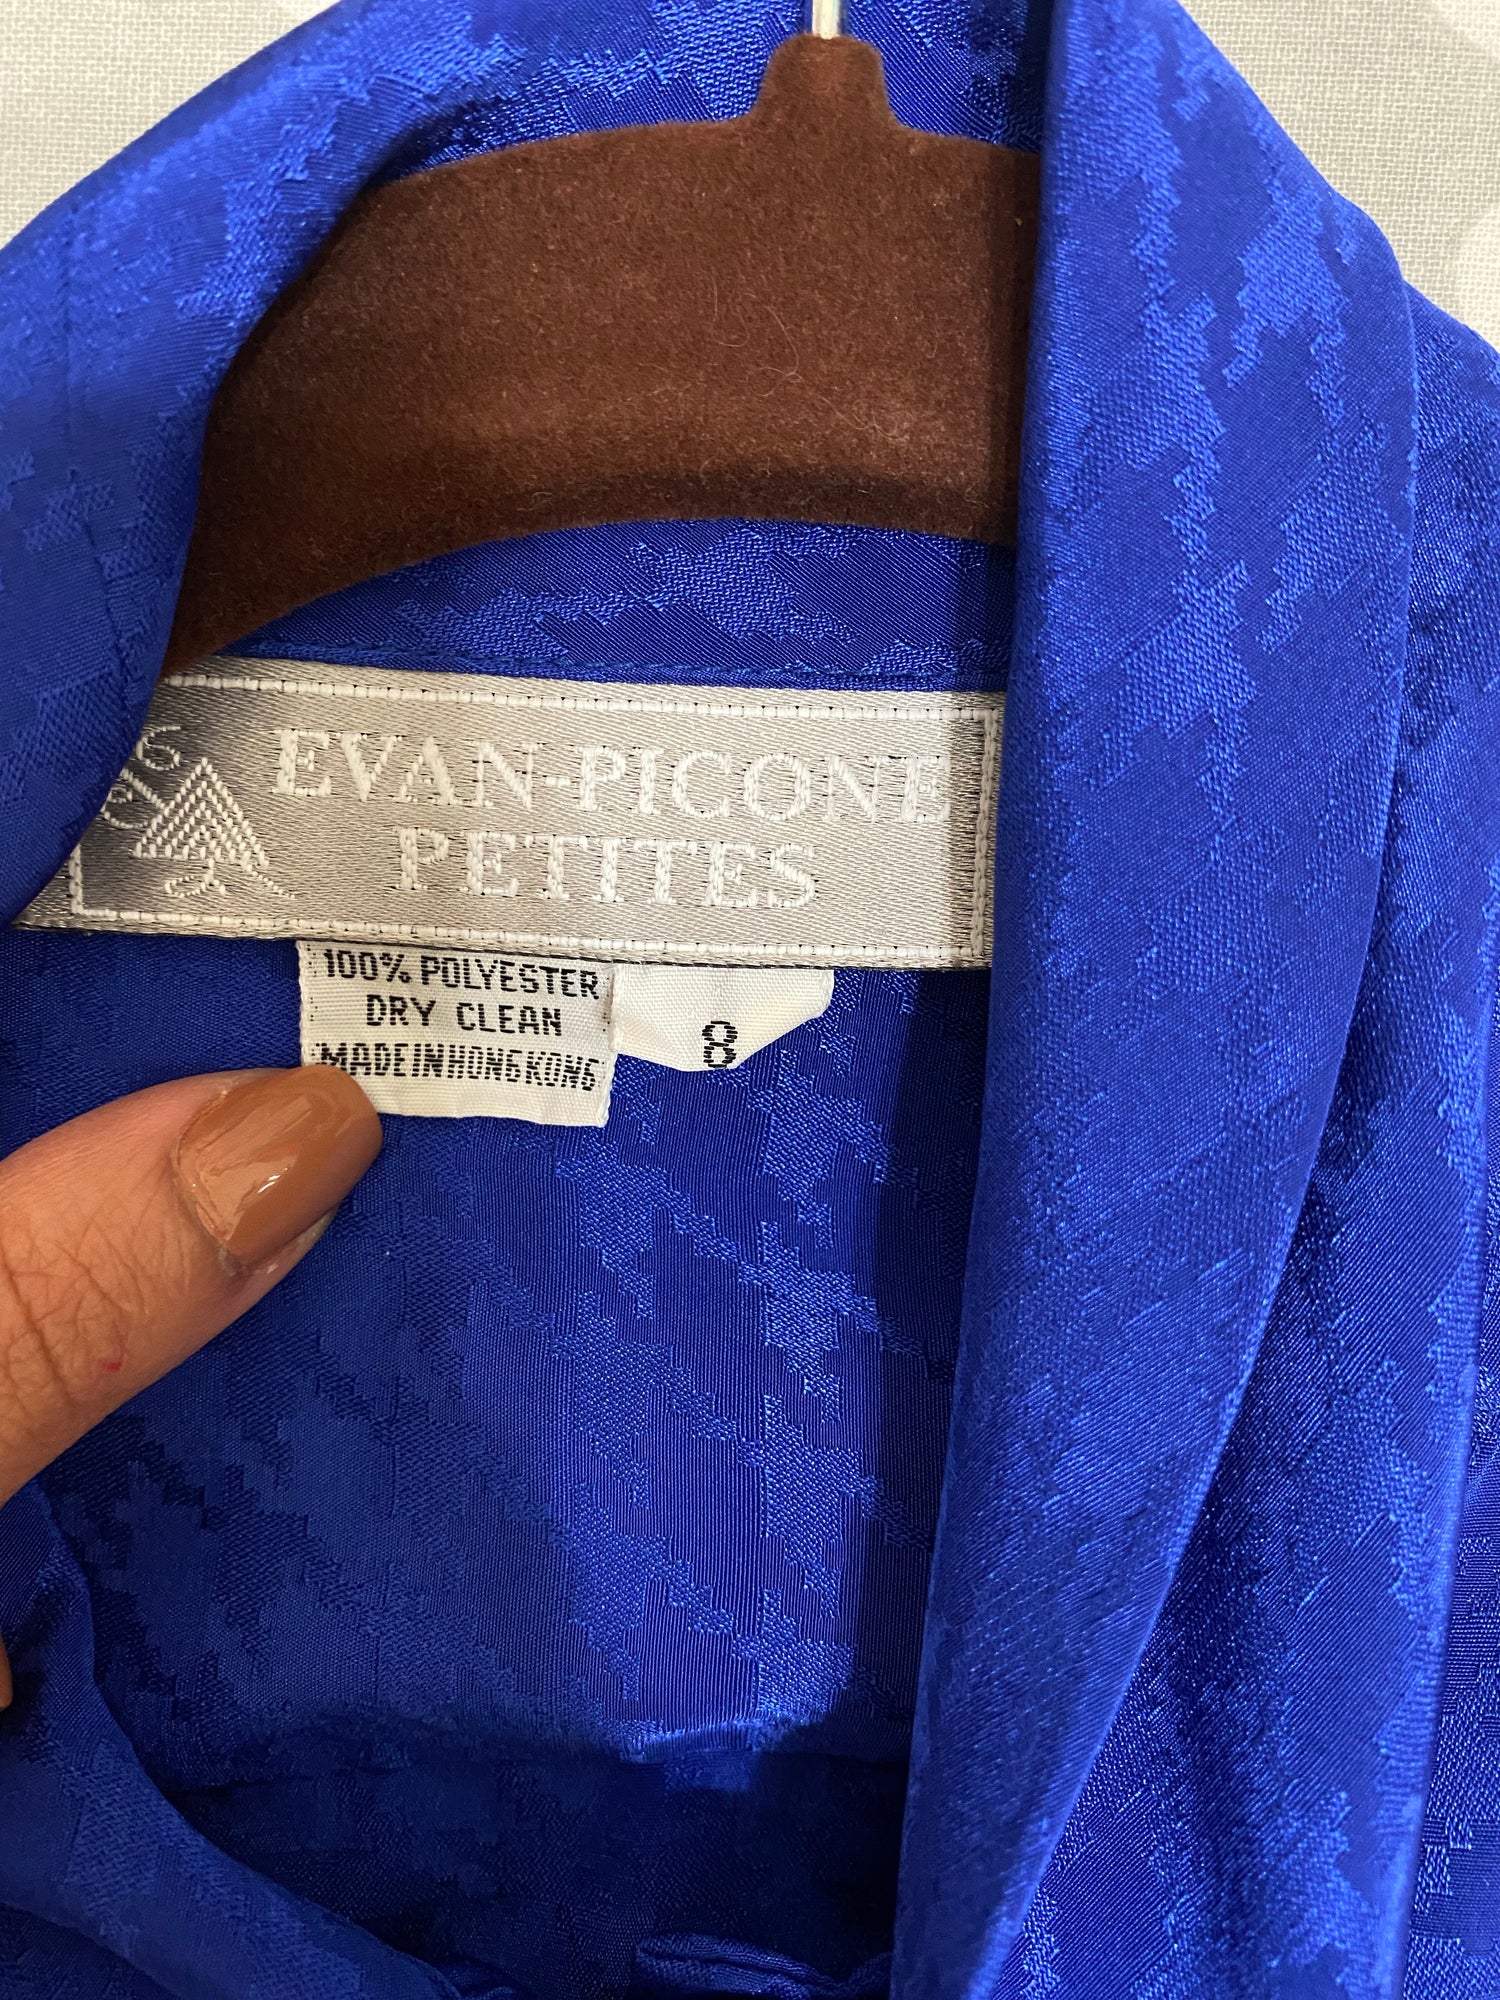 EVAN-PICONE
PETITES
100% POLYESTER
DRY CLEAN
MADE IN HONG KONG
8